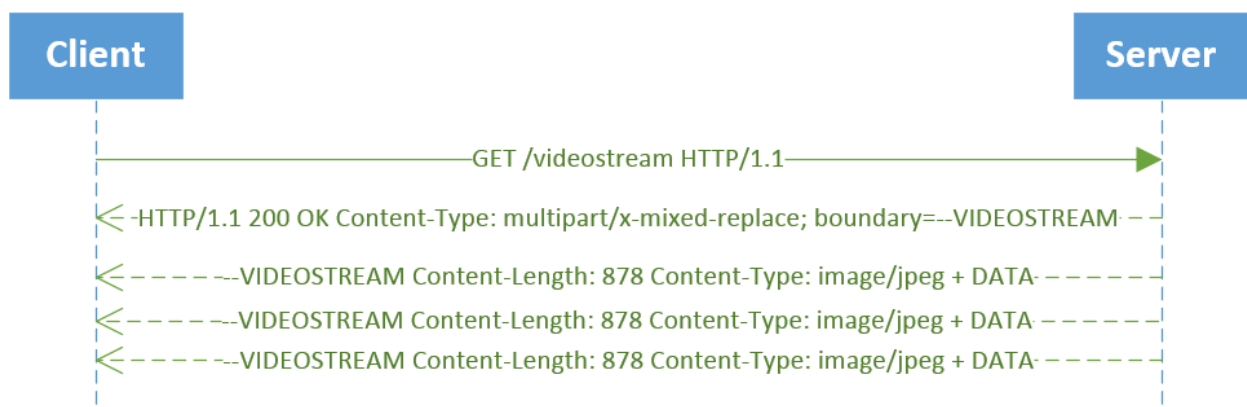 Client
Server
GET /videostream HTTP/1.1
HTTP/1.1 200 OK Content-Type: multipart/x-mixed-replace; boundary=--VIDEOSTREAM
--VIDEOSTREAM Content-Length: 878 Content-Type: image/jpeg + DATA
--VIDEOSTREAM Content-Length: 878 Content-Type: image/jpeg + DATA
--VIDEOSTREAM Content-Length: 878 Content-Type: image/jpeg + DATA